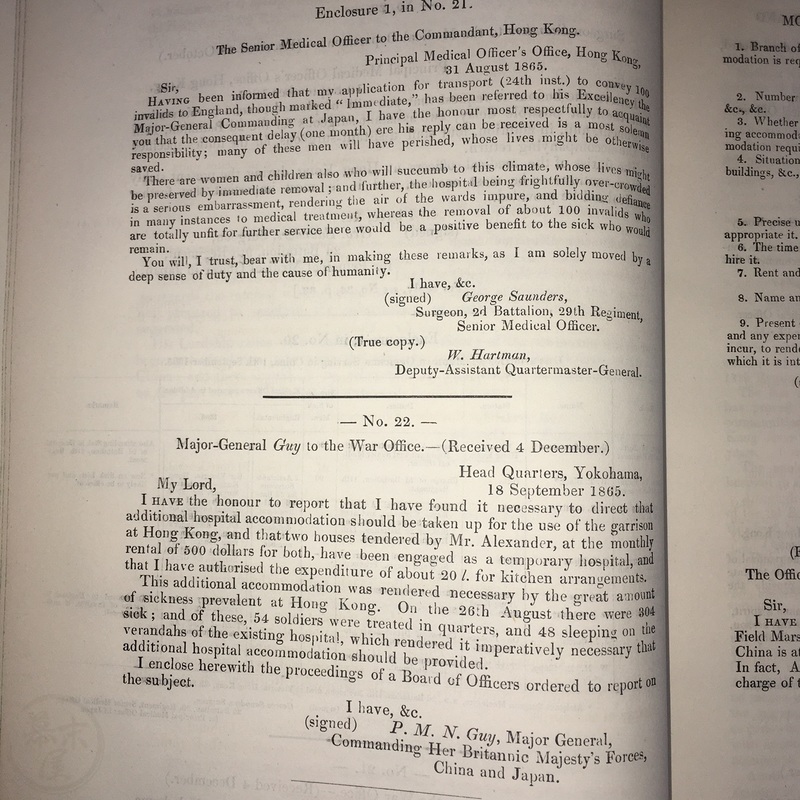 Enclosure 1, in No. 21.
The Senior Medical Officer to the Commandant, Hong Kong.
Principal Medical Officer's Office, Hong Kong,
31 August 1865.
Sir,
HAVING been informed that my application for transport (24th inst.) to convey 100
invalids to England, though marked "Immediate," has been referred to his Excellency the
Major-General Commanding at Japan, I have the honour most respectfully to acquaint
you that the consequent delay (one month) ere his reply can be received is a most solemn
responsibility; many of these men will have perished, whose lives might be otherwise
saved.
There are women and children also who will succumb to this climate, whose lives might
be preserved by immediate removal; and further, the hospital being frightfully over-crowded
is a serious embarrassment, rendering the air of the wards impure, and bidding defiance
in many instances to medical treatment, whereas the removal of about 100 invalids who
are totally unfit for further service here would be a positive benefit to the sick who would
remain.
You will, I trust, bear with me, in making these remarks, as I am solely moved by a
deep sense of duty and the cause of humanity.
I have, &c.
(signed) George Saunders,
Surgeon, 2d Battalion, 29th Regiment,
Senior Medical Officer.
(True copy.)
W. Hartman,
Deputy-Assistant Quartermaster-General.
— No. 22. —
Major-General Guy to the War Office.—(Received 4 December.)
Head Quarters, Yokohama,
My Lord,
18 September 1865.
I HAVE the honour to report that I have found it necessary to direct that
additional hospital accommodation should be taken up for the use of the garrison
at Hong Kong, and that two houses tendered by Mr. Alexander, at the monthly
rental of 500 dollars for both, have been engaged as a temporary hospital, and
that I have authorised the expenditure of about 20 l. for kitchen arrangements.
This additional accommodation was rendered necessary by the great amount
of sickness prevalent at Hong Kong. On the 26th August there were 304
sick; and of these, 54 soldiers were treated in quarters, and 48 sleeping on the
verandahs of the existing hospital, which rendered it imperatively necessary that
additional hospital accommodation should be provided.
I enclose herewith the proceedings of a Board of Officers ordered to report on
the subject.
I have, &c.
(signed) P. M. N. Guy, Major General,
Commanding Her Britannic Majesty's Forces,
China and Japan.
MO
1. Branch of
modation is req
2. Number
&c., &c.
3. Whether
ing accommoda
modation requi
4. Situation
buildings, &c.,
5. Precise u
appropriate it.
6. The time
hire it.
7. Rent and
8. Name an
9. Present
and any expen
incur, to rende
which it is int
The Offic
Sir,
I HAVE
Field Mars
China is at
In fact, A
charge of t